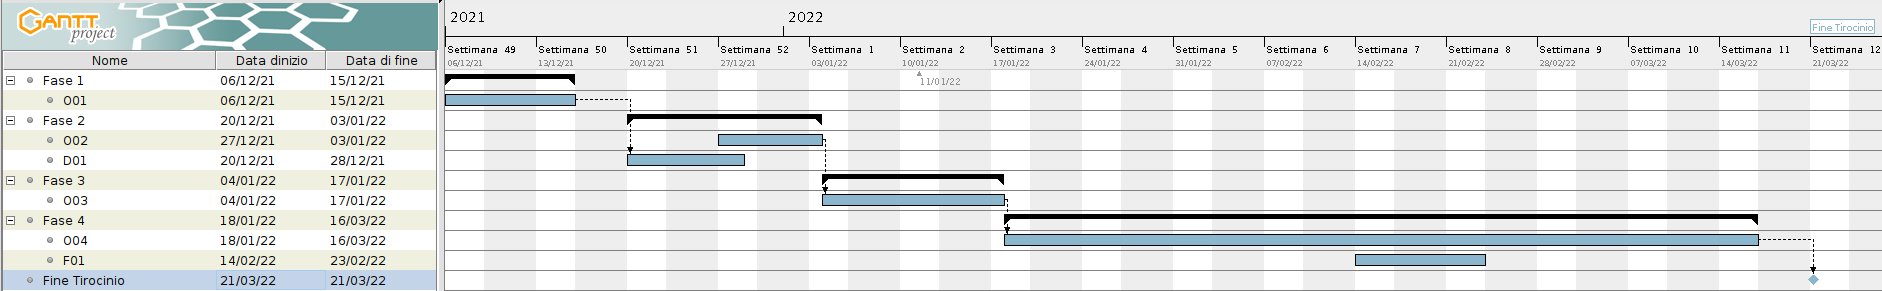 GANTT project
2021 2022
Fine Tirocinio
Settimana 49 Settimana 50 Settimana 51 Settimana 52 Settimana 1 Settimana 2 Settimana 3 Settimana 4 Settimana 5 Settimana 6 Settimana 7 Settimana 8 Settimana 9 Settimana 10 Settimana 11 Settimana 12
06/12/21 13/12/21 20/12/21 27/12/21 03/01/22 10/01/22 17/01/22 24/01/22 31/01/22 07/02/22 14/02/22 21/02/22 28/02/22 07/03/22 14/03/22 21/03/22
11/01/22
Nome Data dinizio Data di fine
Fase 1 06/12/21 15/12/21
O01 06/12/21 15/12/21
Fase 2 20/12/21 03/01/22
O02 27/12/21 03/01/22
D01 20/12/21 28/12/21
Fase 3 04/01/22 17/01/22
O03 04/01/22 17/01/22
Fase 4 18/01/22 16/03/22
O04 18/01/22 16/03/22
F01 14/02/22 23/02/22
Fine Tirocinio 21/03/22 21/03/22